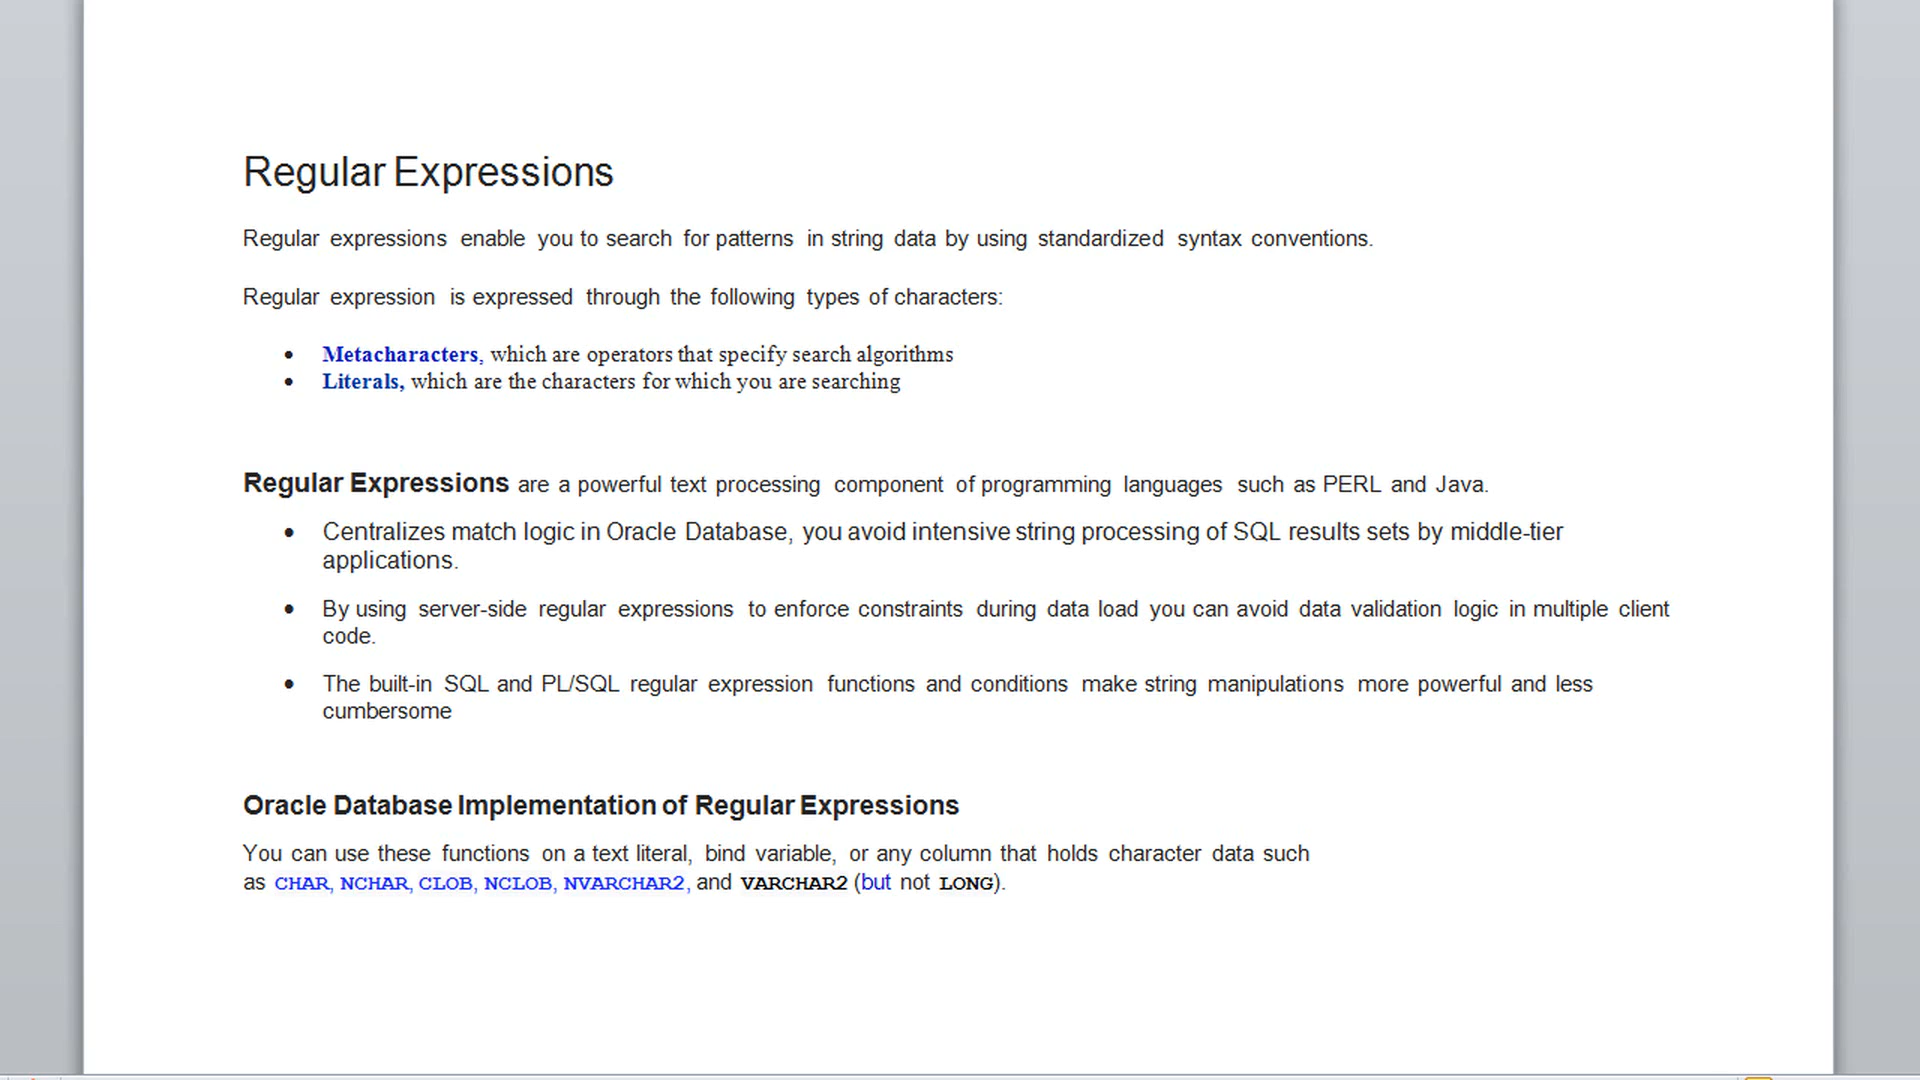 Regular Expressions
Regular expressions enable you to search for patterns in string data by using standardized syntax conventions.
Regular expression is expressed through the following types of characters:
• Metacharacters, which are operators that specify search algorithms
• Literals, which are the characters for which you are searching
Regular Expressions are a powerful text processing component of programming languages such as PERL and Java.
• Centralizes match logic in Oracle Database, you avoid intensive string processing of SQL results sets by middle-tier
applications.
• By using server-side regular expressions to enforce constraints during data load you can avoid data validation logic in multiple client
code.
• The built-in SQL and PL/SQL regular expression functions and conditions make string manipulations more powerful and less
cumbersome
Oracle Database Implementation of Regular Expressions
You can use these functions on a text literal, bind variable, or any column that holds character data such
as CHAR, NCHAR, CLOB, NCLOB, NVARCHAR2, and VARCHAR2 (but not LONG).